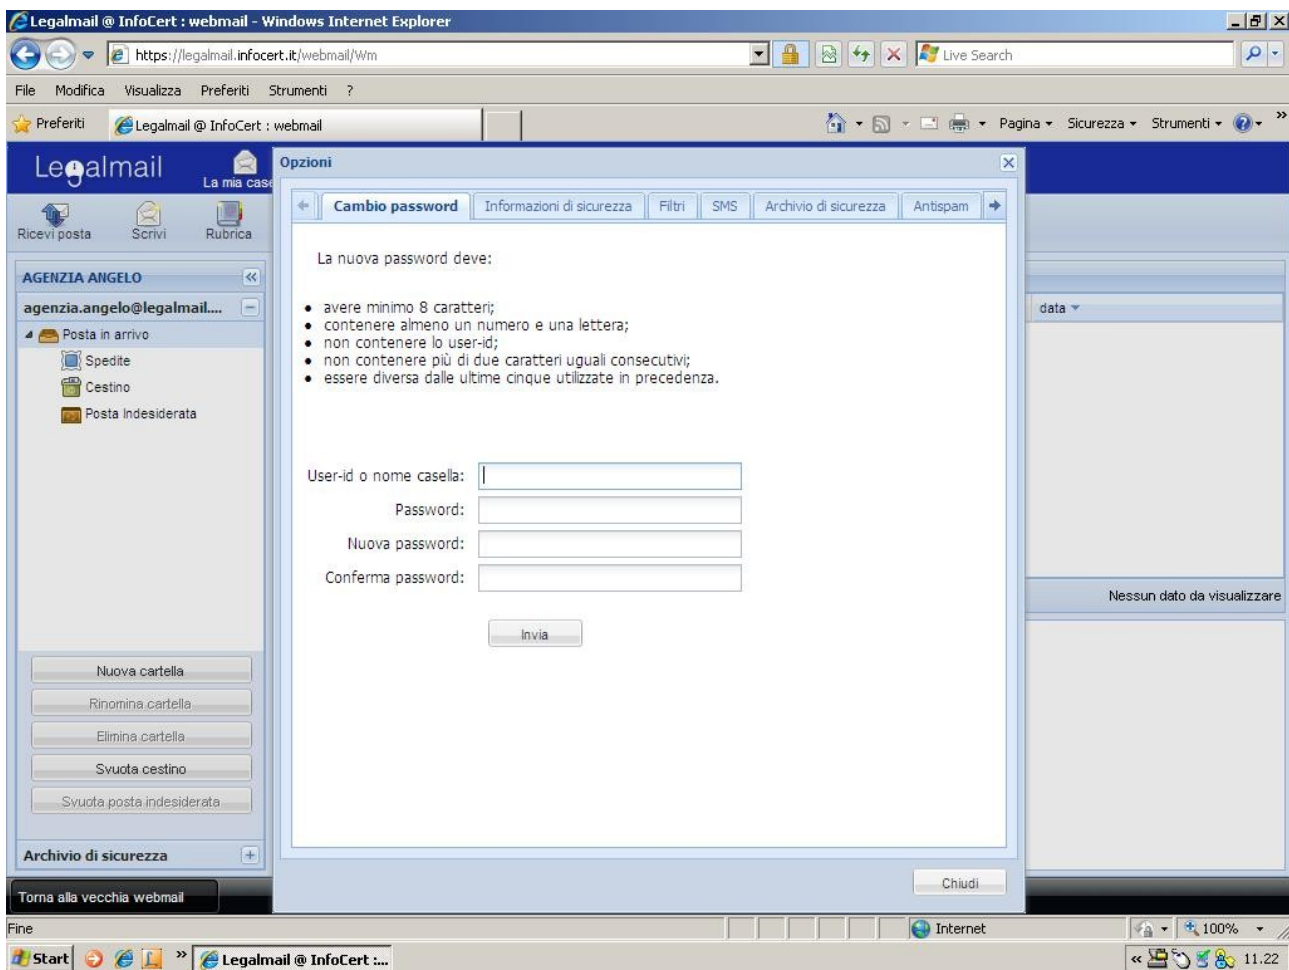 Legalmail @ InfoCert : webmail - Windows Internet Explorer
https://legalmail.infocert.it/webmail/Wm
Live Search
File Modifica Visualizza Preferiti Strumenti ?
Preferiti Legalmail @ InfoCert : webmail Pagina Sicurezza Strumenti »
Legalmail La mia case
Opzioni
Cambio password Informazioni di sicurezza Filtri SMS Archivio di sicurezza Antispam
Ricevi posta Scrivi Rubrica
La nuova password deve:
AGENZIA ANGELO
agenzia.angelo@legalmail....
Posta in arrivo
Spedite
Cestino
Posta Indesiderata
• avere minimo 8 caratteri;
• contenere almeno un numero e una lettera;
• non contenere lo user-id;
• non contenere più di due caratteri uguali consecutivi;
• essere diversa dalle ultime cinque utilizzate in precedenza.
data
User-id o nome casella:
Password:
Nuova password:
Conferma password:
Invia
Nessun dato da visualizzare
Nuova cartella
Rinomina cartella
Elimina cartella
Svuota cestino
Svuota posta indesiderata
Archivio di sicurezza
Chiudi
Torna alla vecchia webmail
Fine Internet 100%
Start » Legalmail @ InfoCert :... « 11.22